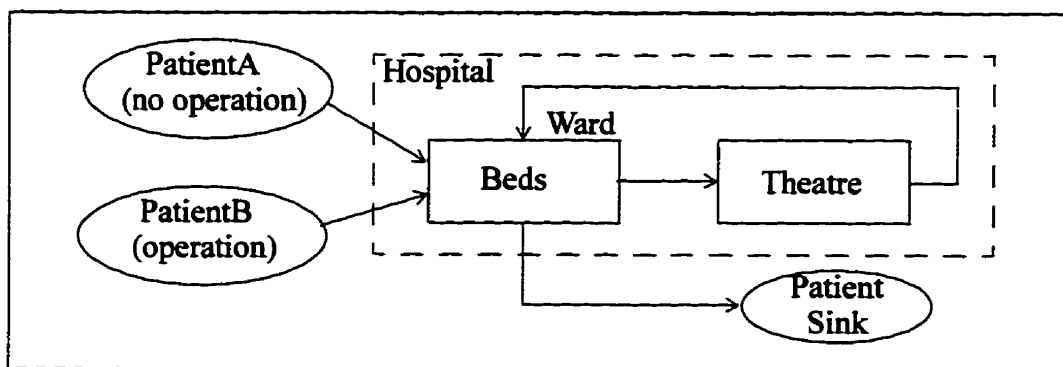 PatientA
(no operation)
Hospital
Ward
Beds
Theatre
PatientB
(operation)
Patient
Sink